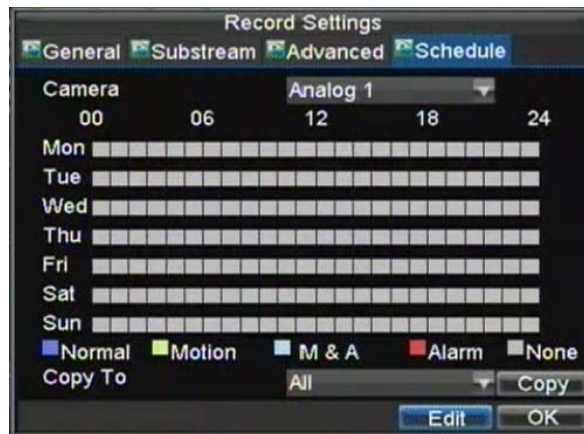 Record Settings
General Substream Advanced Schedule
Camera Analog 1
00 06 12 18 24
Mon
Tue
Wed
Thu
Fri
Sat
Sun
Normal Motion M & A Alarm None
Copy To All Copy
Edit OK